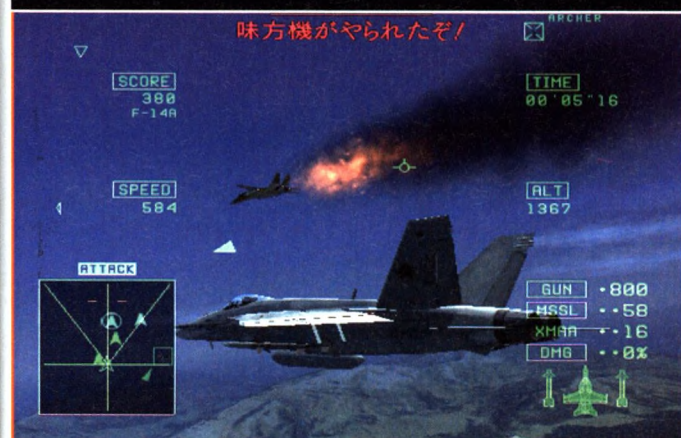 味方機がやられたぞ!
ARCHER
SCORE
380
F-14A
TIME
00'05"16
SPEED
584
ALT
1367
ATTACK
GUN 800
MSSL 58
XMAA 16
DMG 0%